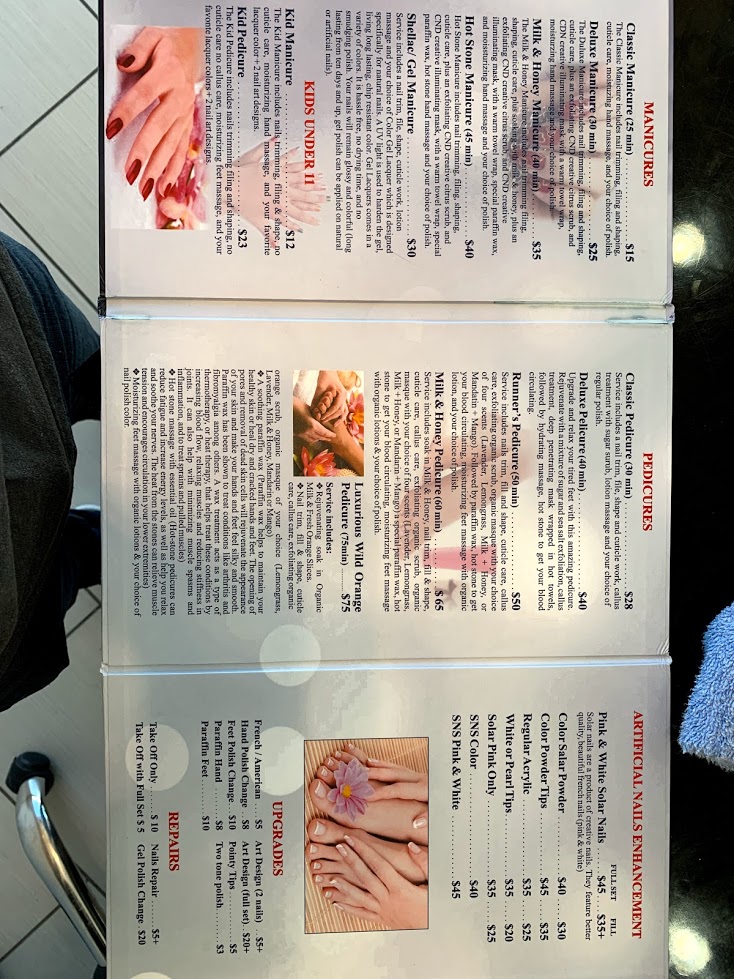 MANICURES
Classic Manicure (25 min) ...................$15
The Classic Manicure includes nail trimming, filing and shaping,
cuticle care, moisturizing hand massage, and your choice of polish.
Deluxe Manicure (30 min) ..................$25
The Duluxe Manicure includes nail trimming, filing and shaping,
cuticle care, plus an exfoliating CND creative citrus scrub, and
CDN creative illuminating mask with a warm towel wrap,
moisturizing hand massage and your choice of polish.
Milk & Honey Manicure (40 min) ..........$35
The Milk & Honey Manicure includes nail trimming filing,
shaping, cuticle care, plus soaking with milk & honey, plus an
exfoliating CND creative citrus scrub, and CND creative
illuminating mask, with a warm towel wrap, special paraffin wax,
and moisturizing hand massage and your choice of polish.
Hot Stone Manicure (45 min)...............$40
Hot Stone Manicure includes nail trimming, filing, shaping,
cuticle care, plus an exfoliating CND creative citrus scrub, and
CND creative illuminating mask, with a warm towel wrap, special
paraffin wax, hot stone hand massage and your choice of polish.
Shellac/ Gel Manicure .....................$30
Service includes a nail trim, file, shape, cuticle work, lotion
massage and your choice of Color Gel Lacquer which is designed
specifically for natural nails. A UV light is used to harden the gel,
living long lasting, chip resistant color. Gel Lacquers comes in a
variety of colors. It is hassle free, no drying time, and no
smudging polish. Your nails will remain glossy and colorful (long
lasting from ten days and up, gel polish can be applied on natural
or artificial nails).
KIDS UNDER 11
Kid Manicure ...........................$12
The Kid Manicure includes nails trimming, filing & shape, no
cuticle care, moisturizing hand massage, and your favorite
lacquer color + 2 nail art designs.
Kid Pedicure ............................$23
The Kid Pedicure includes nails trimming filing and shaping, no
cuticle care no callus care, moisturizing feet massage, and your
favonte lacquer colors + 2 nail art designs.
PEDICURES
Classic Pedicure (30 min) .....................$28
Service includes a nail trim, file, shape and cuticle work, callus
treatment with sugar surub, lotion massage and your choice of
regular polish.
Deluxe Pelicure (40 min).......................$40
Upgrade and relax your tired feet with this amazing pedicure.
Rejuvenate with a mixture of sugar and sea salt exfoliation, callus
treatment, deep penetrating mask wrapped in hot towels,
followed by hydrating massage, hot stone to get your blood
circulating.
Runner's Pedicure (50 min) ....................$50
Service includes nails trim, fill and shape, cuticle care, callus
care, exfoliating organic scrub, organic masque with your choice
of four scents (Lavender, Lemongrass, Milk + Honey, or
Mandatin + Mango). Followed by paraffin wax, hot stone to get
your blood circulating, moisturizing feet massage with organic
lotion, and your choice of polish.
Milk & Honey Pedicure (60 min) .............$ 65
Service includes soak in Milk & Honey, nail trim, fill & shape,
cuticle care, callus care, exfoliating organic scrub, organic
masque with your choice of four scents (Lavender, Lemongrass,
Milk + Honey, or Mandarin + Mango) a special paraffin wax, hot
stone to get your blood circulating, moisturizing feet massage
with organic lotions & your choice of polish.
Luxurious Wild Orange
Pedicure (75min) ........ $75
Service includes:
❖ Rejuvenating soak in Organic
Milk & Fresh Orange Slices.
❖ Nail trim, fill & shape, cuticle
care, callus care, exfoliating organic
orange scrub, organic masque of your choice (Lemongrass,
Lavender, Milk & Honey, Mandarin or Mango)
❖ A soothing paraffin wax (Paraffin wax helps to maintain your
healthy skin or heal dry and cracked hands and feet. The opening of
pores and removal of dead skin cells will rejuvenate the appearance
of your skin and make your hands and feet feel silky and smooth.
Paraffin wax has been shown to treat conditions like arthritis and
fibromyalgia among others. A wax treatment acts as a type of
thermotherapy, or heat therapy, that helps treat these conditions by
increasing blood flow, relaxing muscles and reducing stiffness in
joints. It can also help with minimizing muscle spasms and
inflammation, and to treat sprains and pulled muscles)
❖ Hot stone massage with essential oil (Hot-stone pedicures can
reduce fatigue and increase energy levels, as well as help you relax
and soothe your nerves. The heat from the stones can relieve muscle
tension and encourages circulation in your lower extremities)
❖ Moisturizing feet massage with organic lotions & your choice of
nail polish color.
ARTIFICIAL NAILS ENHANCEMENT
FULL SET FILL
Pink & White Solar Nails ......$45....$35+
Solar nails are a product of creative nails. They feature better
quality, beautiful french nails (pink & white)
Color Salar Powder .............$40 ....$30
Color Powder Tips ..............$45 ....$35
Regular Acrylic .................$35 ....$25
White or Pearl Tips.............$35 ....$20
Solar Pink Only .................$35 ....$25
SNS Color .......................$40
SNS Pink & White ..............$45
UPGRADES
French / American .....$5
Hand Polish Change ..$8
Feet Polish Change...$10
Paraffin Hand ........$8
Paraffin Feet ........$10
Art Design (2 nails) ..$5+
Art Design (full set)..$20+
Pointy Tips ............$5
Two tone polish........$3
REPAIRS
Take Off Only .......$ 10 Nails Repair .......$5+
Take Off with Full Set $ 5 Gel Polish Change . $20